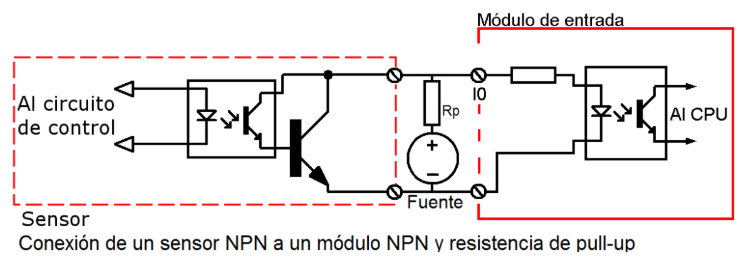 Módulo de entrada
Al circuito
de control
I0
Rp
Al CPU
+
−
Fuente
Sensor
Conexión de un sensor NPN a un módulo NPN y resistencia de pull-up